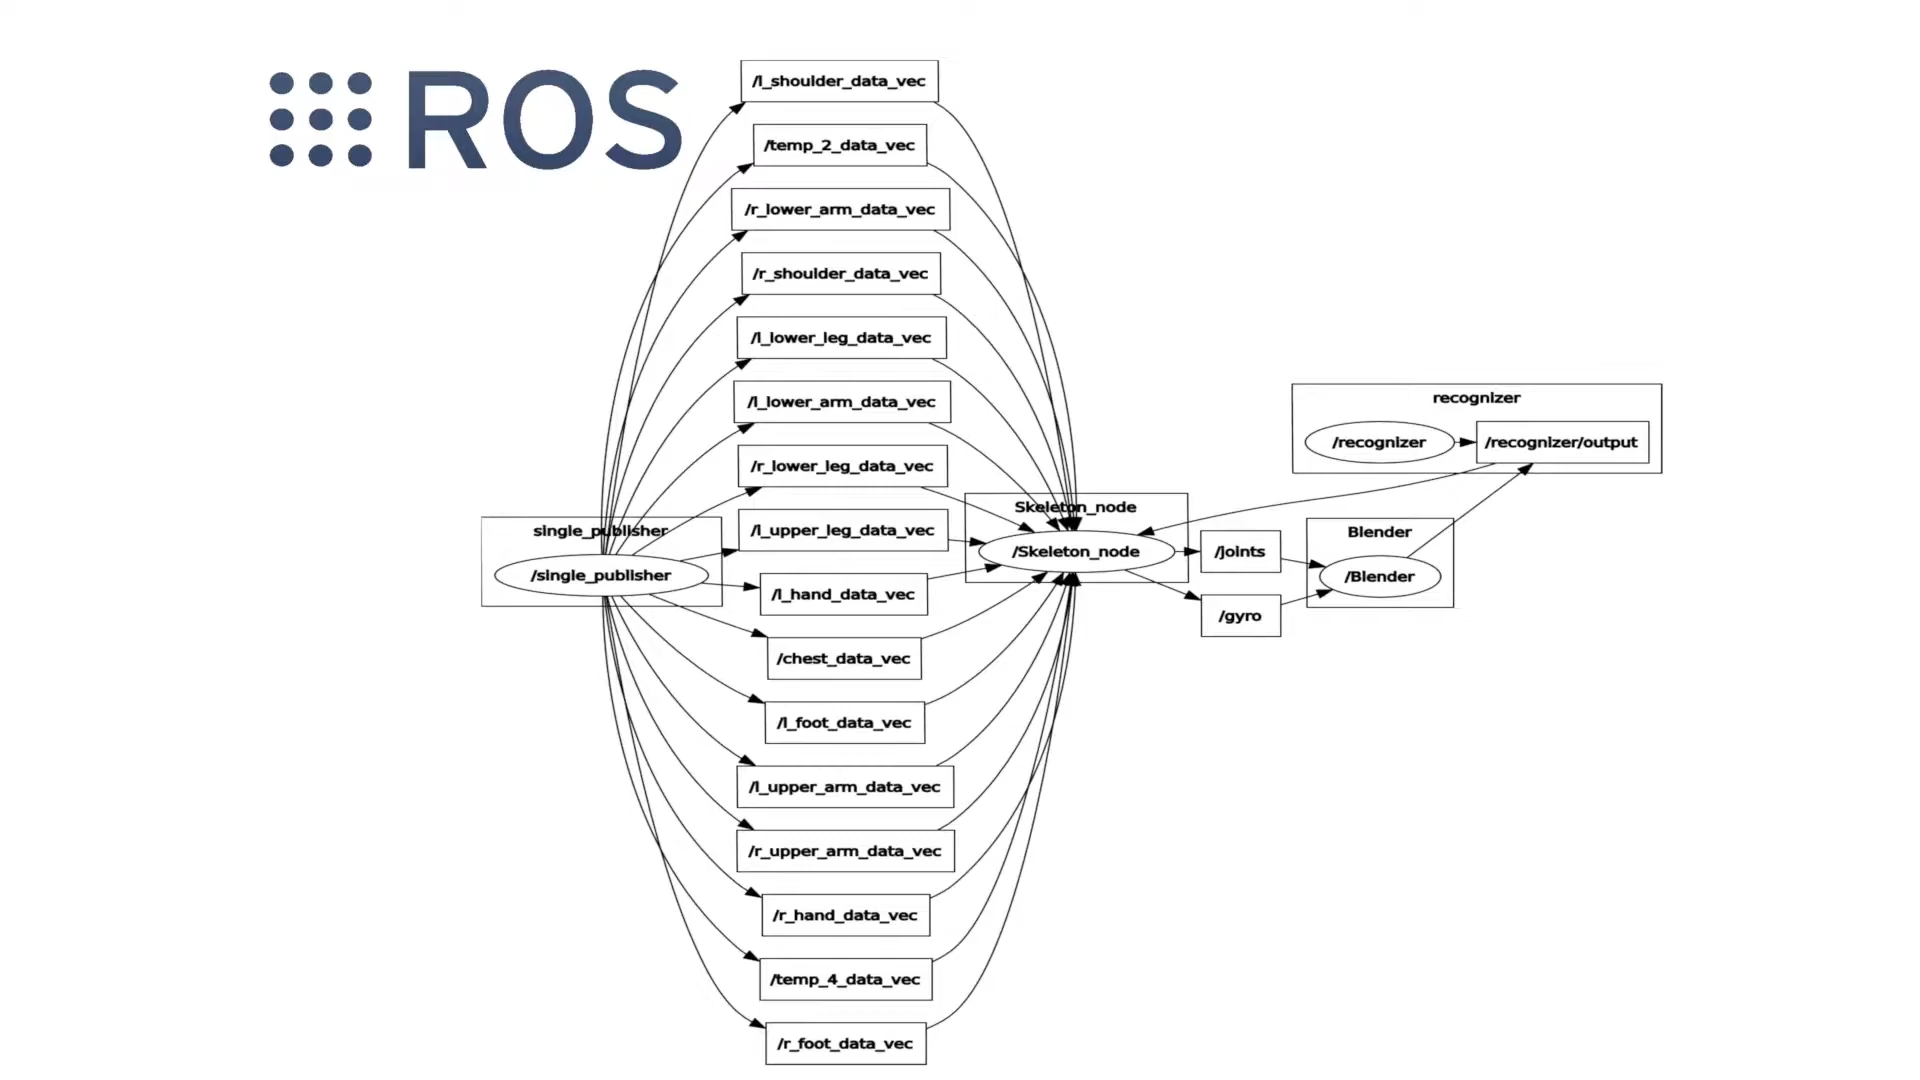 ROS
/l_shoulder_data_vec
/temp_2_data_vec
/r_lower_arm_data_vec
/r_shoulder_data_vec
/l_lower_leg_data_vec
/l_lower_arm_data_vec
/r_lower_leg_data_vec
/l_upper_leg_data_vec
/l_hand_data_vec
/chest_data_vec
/l_foot_data_vec
/l_upper_arm_data_vec
/r_upper_arm_data_vec
/r_hand_data_vec
/temp_4_data_vec
/r_foot_data_vec
single_publisher
/single_publisher
Skeleton_node
/Skeleton_node
/joints
/gyro
Blender
/Blender
recognizer
/recognizer
/recognizer/output